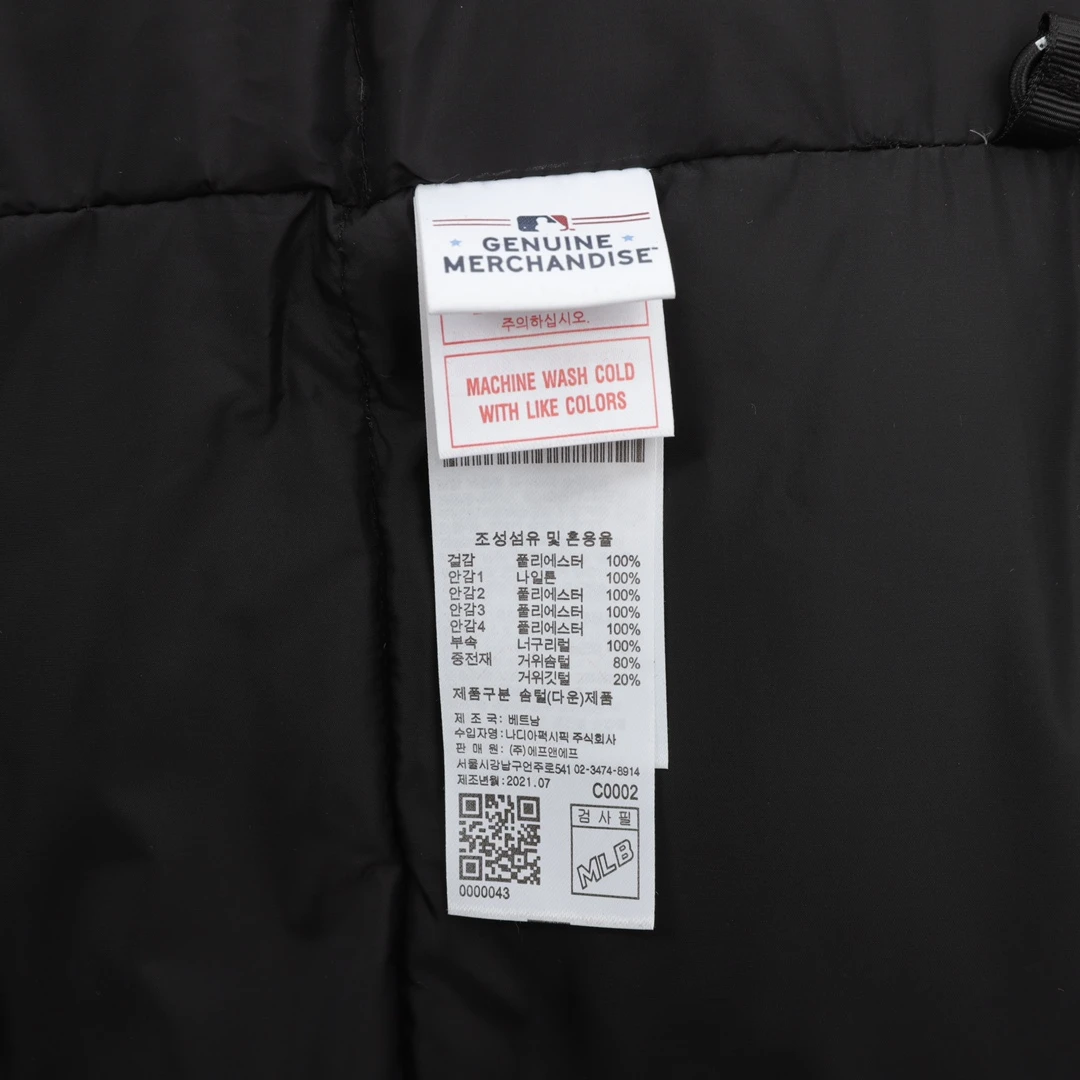 GENUINE
MERCHANDISE™
주의하십시오.
MACHINE WASH COLD
WITH LIKE COLORS
조성섬유 및 혼용율
겉감 폴리에스터 100%
안감1 나일론 100%
안감2 폴리에스터 100%
안감3 폴리에스터 100%
안감4 폴리에스터 100%
부속 너구리털 100%
충전재 거위솜털 80%
거위깃털 20%
제품구분 솜털(다운)제품
제 조 국: 베트남
수입자명: 나디아퍽시픽 주식회사
판 매 원: (주)에프앤에프
서울시강남구언주로541 02-3474-8914
제조년월: 2021.07
C0002
검사필
MLB
0000043